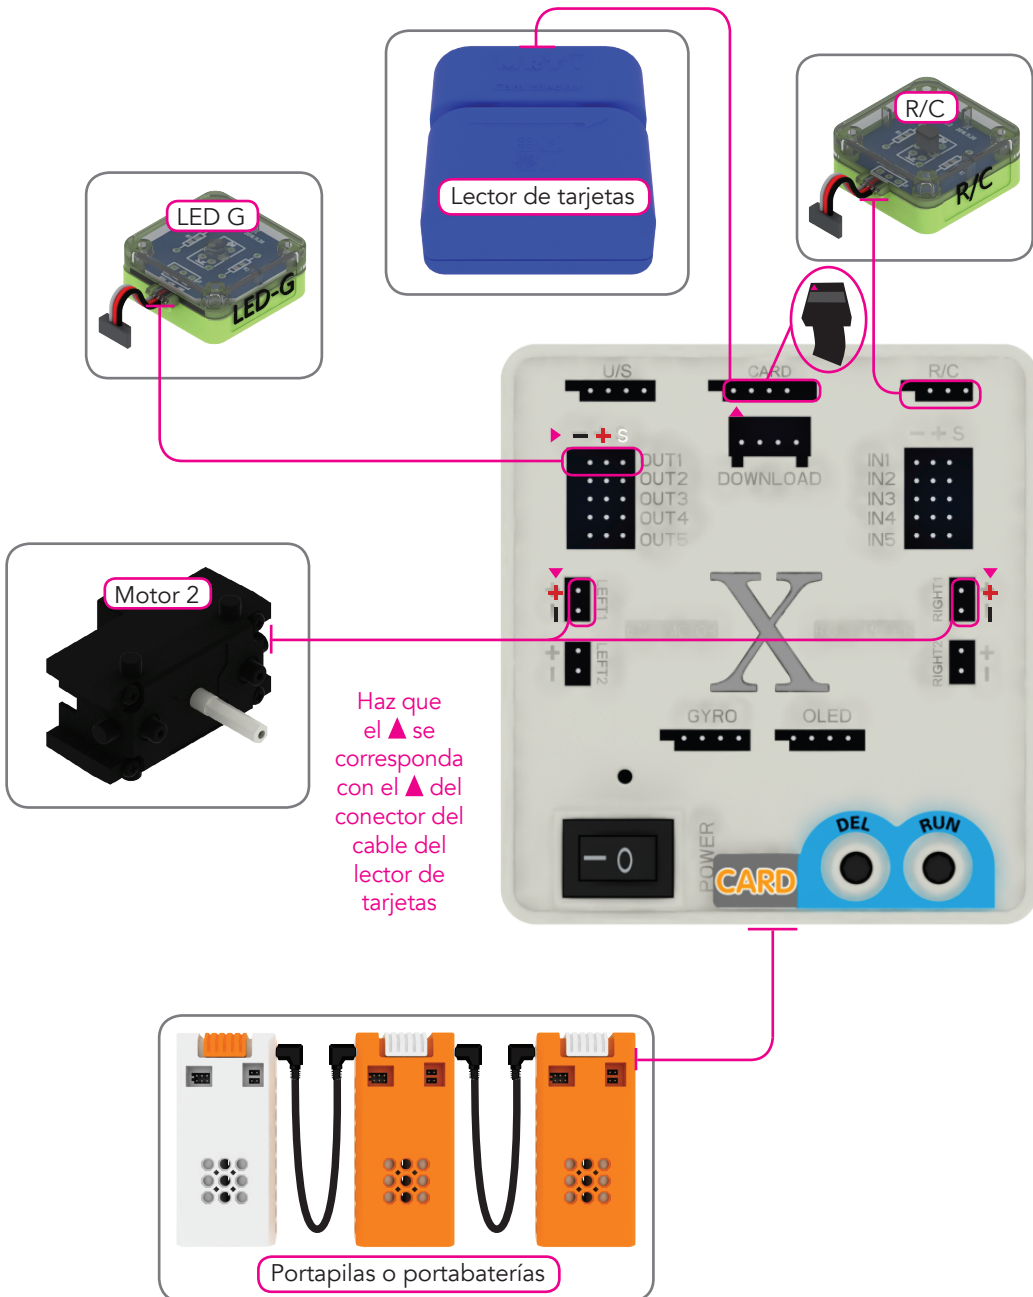 R/C
R/C
Lector de tarjetas
LED G
LED-G
U/S
CARD
R/C
− + S
− + S
OUT1
OUT2
OUT3
OUT4
OUT5
DOWNLOAD
IN1
IN2
IN3
IN4
IN5
Motor 2
+
−
LEFT1
RIGHT1
+
−
+
−
LEFT2
RIGHT2
+
−
X
Haz que
el ▲ se
corresponda
con el ▲ del
conector del
cable del
lector de
tarjetas
GYRO
OLED
POWER
CARD
DEL
RUN
Portapilas o portabaterías